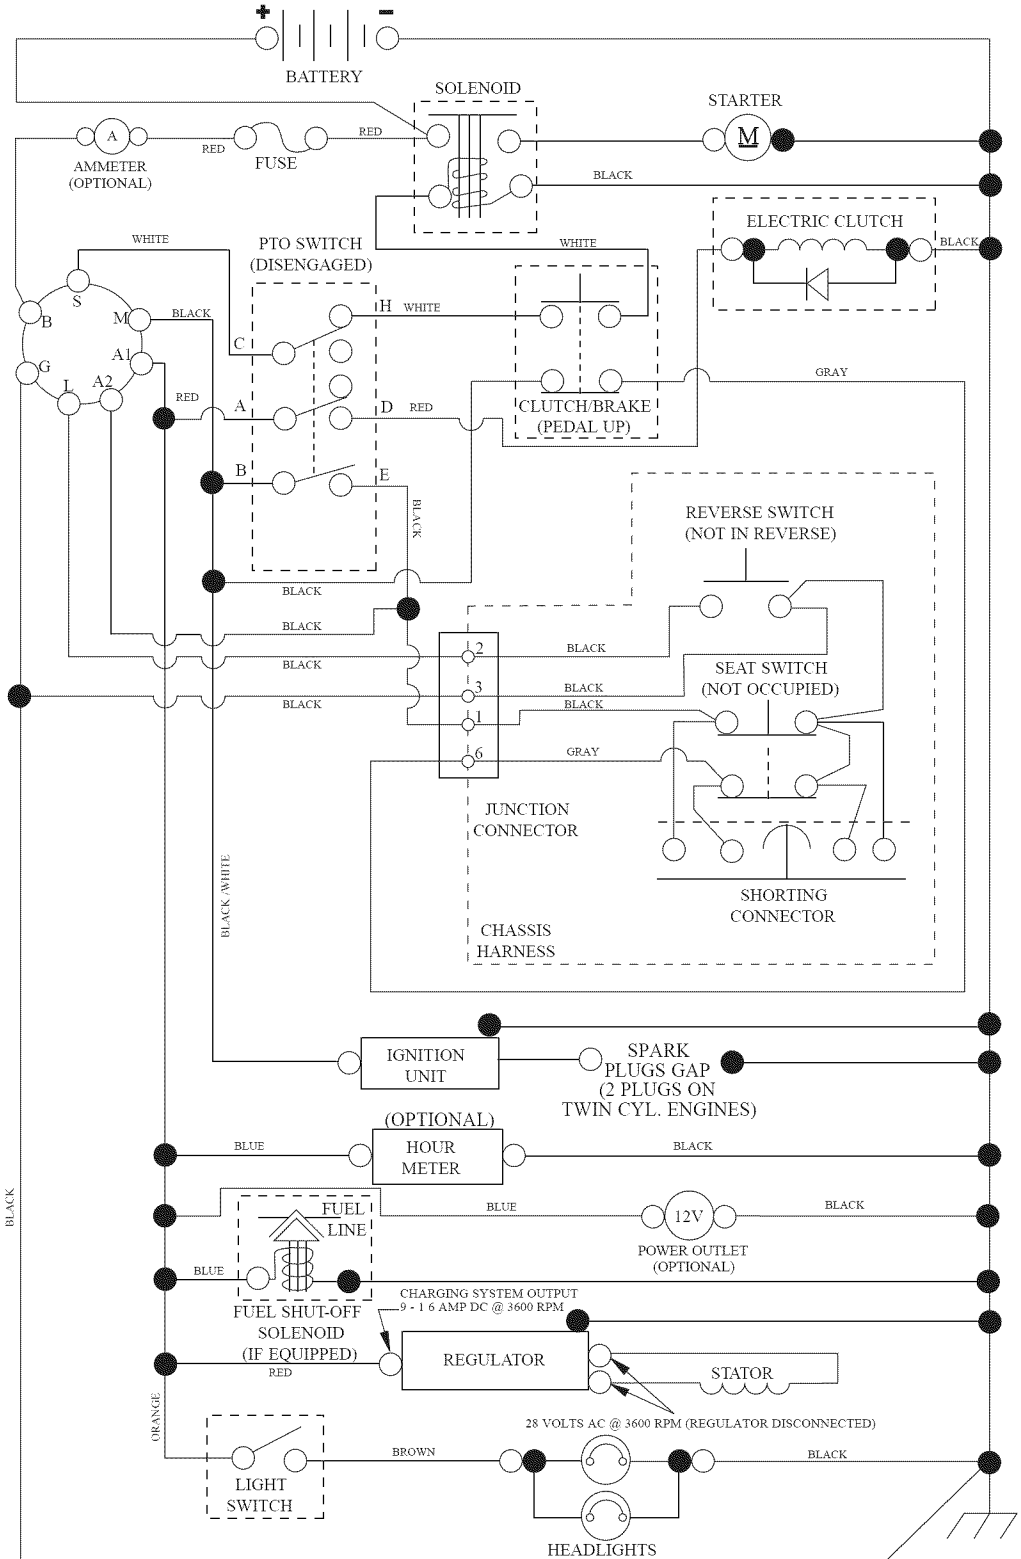 + −
BATTERY
SOLENOID
STARTER
A
RED
FUSE
RED
M
AMMETER
(OPTIONAL)
BLACK
ELECTRIC CLUTCH
BLACK
WHITE
PTO SWITCH
(DISENGAGED)
WHITE
S
B
M
BLACK
H
WHITE
C
A1
G
L
A2
RED
A
D
RED
GRAY
CLUTCH/BRAKE
(PEDAL UP)
B
E
BLACK
REVERSE SWITCH
(NOT IN REVERSE)
BLACK
BLACK
2
BLACK
BLACK
SEAT SWITCH
(NOT OCCUPIED)
3
BLACK
BLACK
BLACK
1
6
GRAY
JUNCTION
CONNECTOR
SHORTING
CONNECTOR
BLACK /WHITE
CHASSIS
HARNESS
IGNITION
UNIT
SPARK
PLUGS GAP
(2 PLUGS ON
TWIN CYL. ENGINES)
(OPTIONAL)
HOUR
METER
BLUE
BLACK
BLACK
BLUE
12V
BLACK
POWER OUTLET
(OPTIONAL)
FUEL
LINE
BLUE
FUEL SHUT-OFF
SOLENOID
(IF EQUIPPED)
CHARGING SYSTEM OUTPUT
9 - 1 6 AMP DC @ 3600 RPM
REGULATOR
RED
STATOR
28 VOLTS AC @ 3600 RPM (REGULATOR DISCONNECTED)
ORANGE
BROWN
BLACK
LIGHT
SWITCH
HEADLIGHTS